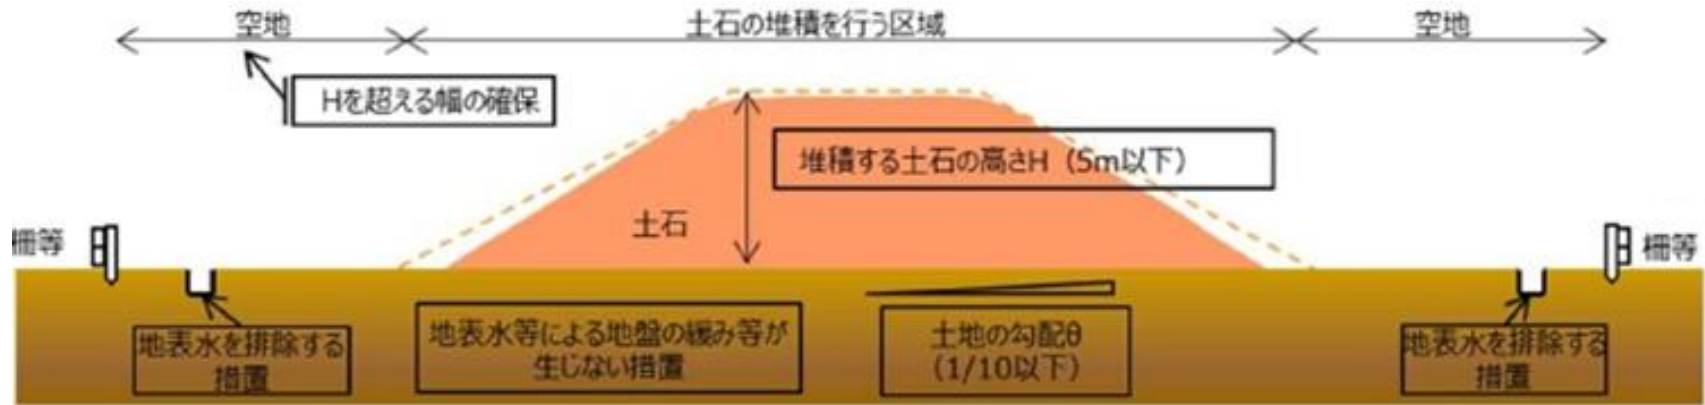 空地
土石の堆積を行う区域
空地
Hを超える幅の確保
堆積する土石の高さH（5m以下）
土石
柵等
柵等
地表水を排除する
措置
地表水等による地盤の緩み等が
生じない措置
土地の勾配θ
（1/10以下）
地表水を排除する
措置